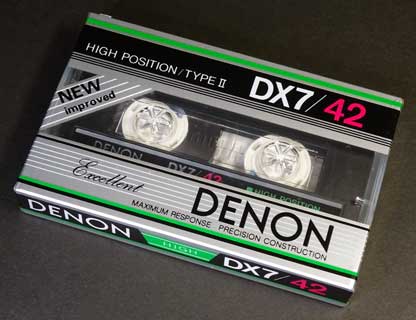 HIGH POSITION/TYPE II
DX7/42
NEW
improved
DENON
DX7/42
HIGH POSITION
Excellent
DENON
MAXIMUM RESPONSE PRECISION CONSTRUCTION
DENON
HIGH
DX7/42